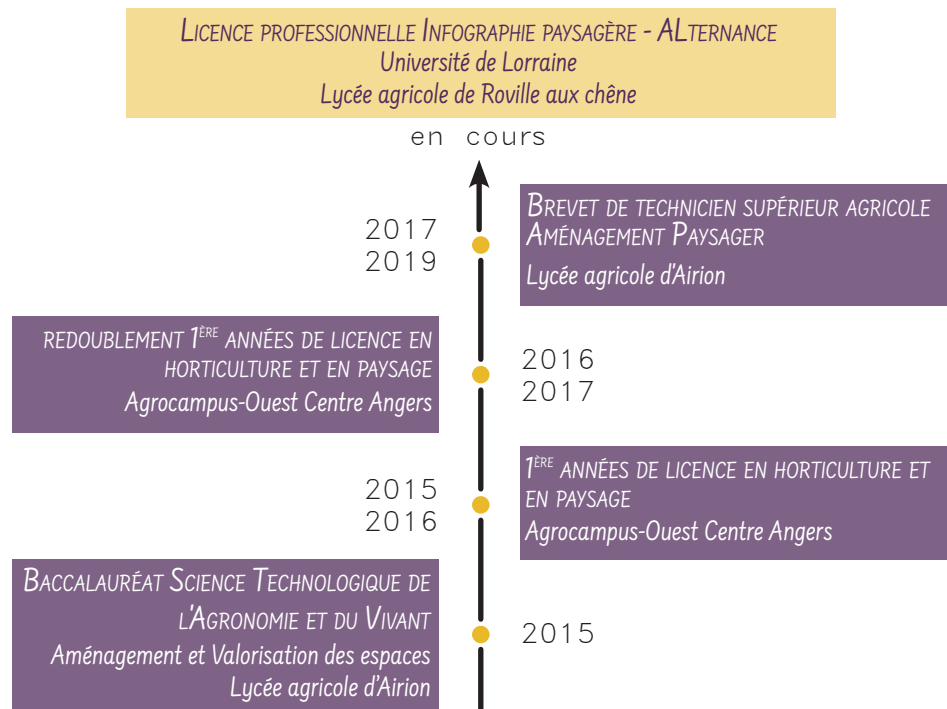 LICENCE PROFESSIONNELLE INFOGRAPHIE PAYSAGÈRE - ALTERNANCE
Université de Lorraine
Lycée agricole de Roville aux chêne
en cours
2017
2019
BREVET DE TECHNICIEN SUPÉRIEUR AGRICOLE
AMÉNAGEMENT PAYSAGER
Lycée agricole d'Airion
REDOUBLEMENT 1ÈRE ANNÉES DE LICENCE EN
HORTICULTURE ET EN PAYSAGE
Agrocampus-Ouest Centre Angers
2016
2017
2015
2016
1ÈRE ANNÉES DE LICENCE EN HORTICULTURE ET
EN PAYSAGE
Agrocampus-Ouest Centre Angers
BACCALAURÉAT SCIENCE TECHNOLOGIQUE DE
L'AGRONOMIE ET DU VIVANT
Aménagement et Valorisation des espaces
Lycée agricole d'Airion
2015